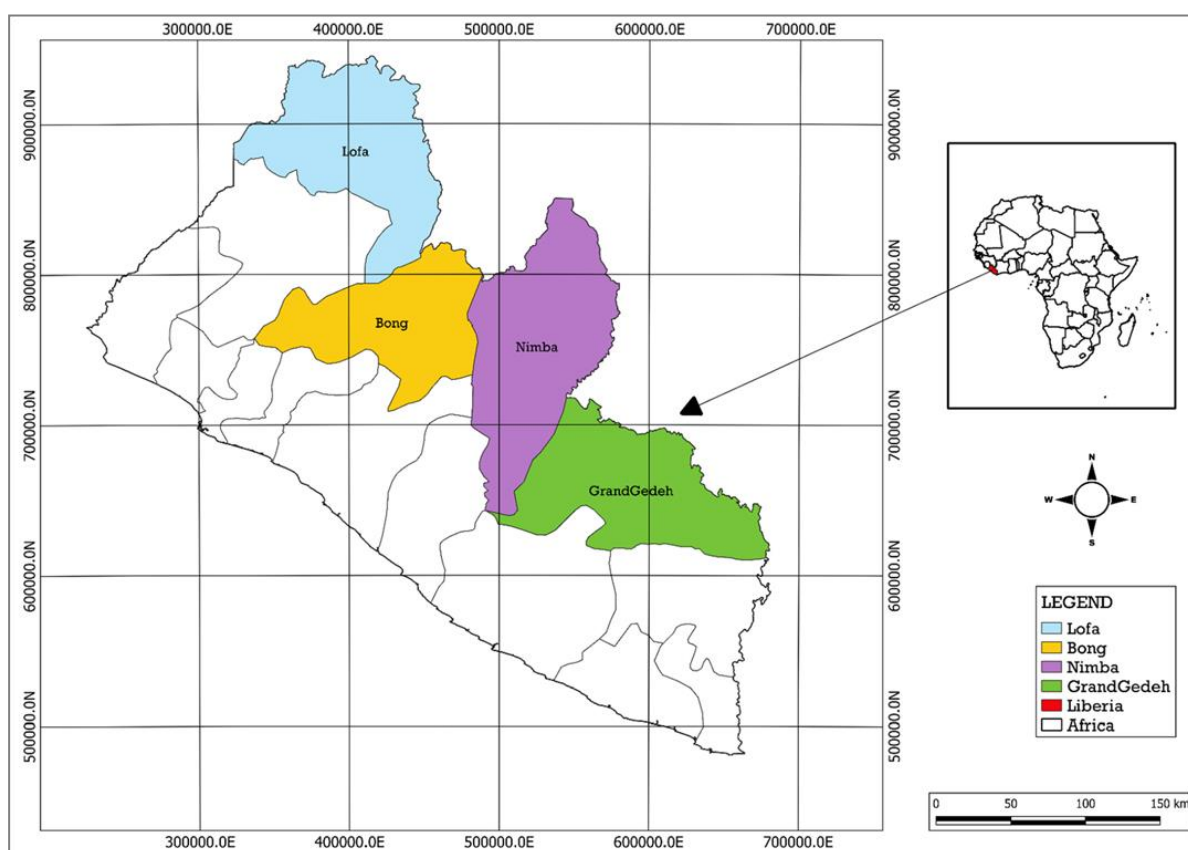 300000.0E 400000.0E 500000.0E 600000.0E 700000.0E
900000.0N
800000.0N
700000.0N
600000.0N
500000.0N
900000.0N
800000.0N
700000.0N
600000.0N
500000.0N
Lofa
Bong
Nimba
GrandGedeh
300000.0E 400000.0E 500000.0E 600000.0E 700000.0E
N
W E
S
LEGEND
Lofa
Bong
Nimba
GrandGedeh
Liberia
Africa
0 50 100 150 km